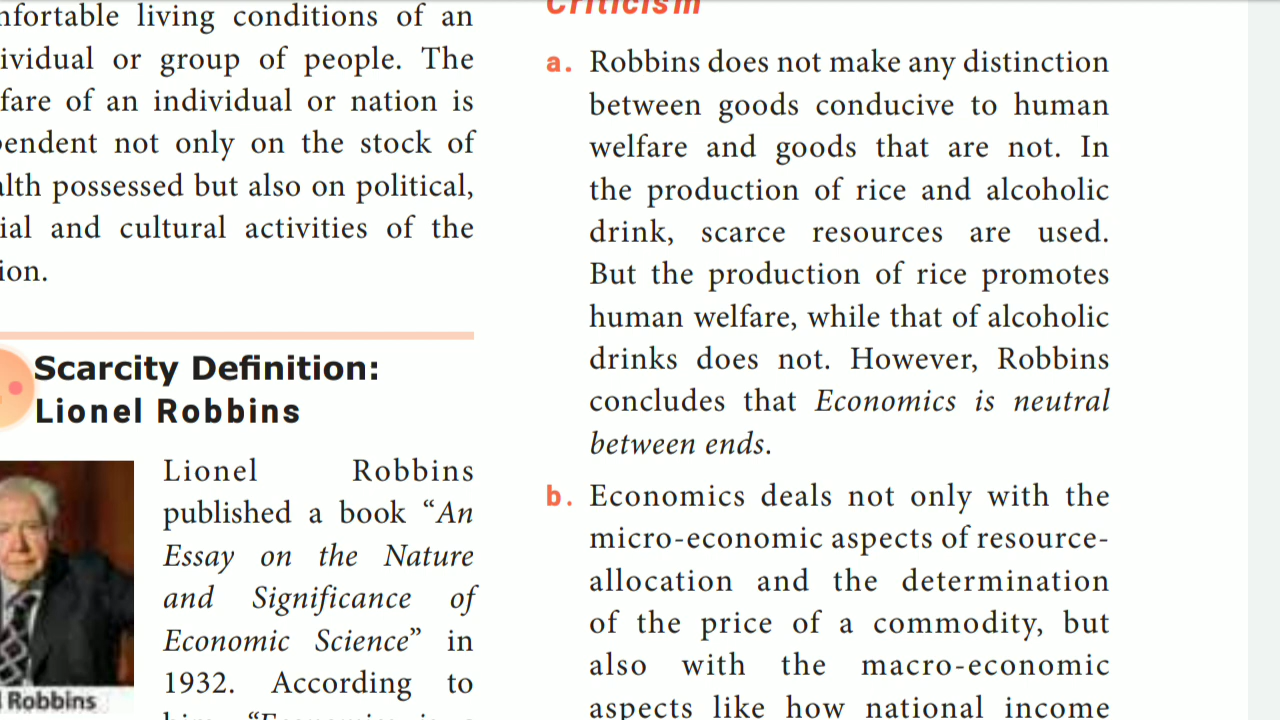 living conditions of an
or group of people. The
of an individual or nation is
not only on the stock of
possessed but also on political,
and cultural activities of the
Scarcity Definition:
Lionel Robbins
Lionel Robbins
published a book “An
Essay on the Nature
and Significance of
Economic Science” in
1932. According to
Robbins
Criticism
a. Robbins does not make any distinction
between goods conducive to human
welfare and goods that are not. In
the production of rice and alcoholic
drink, scarce resources are used.
But the production of rice promotes
human welfare, while that of alcoholic
drinks does not. However, Robbins
concludes that Economics is neutral
between ends.
b. Economics deals not only with the
micro-economic aspects of resource-
allocation and the determination
of the price of a commodity, but
also with the macro-economic
aspects like how national income